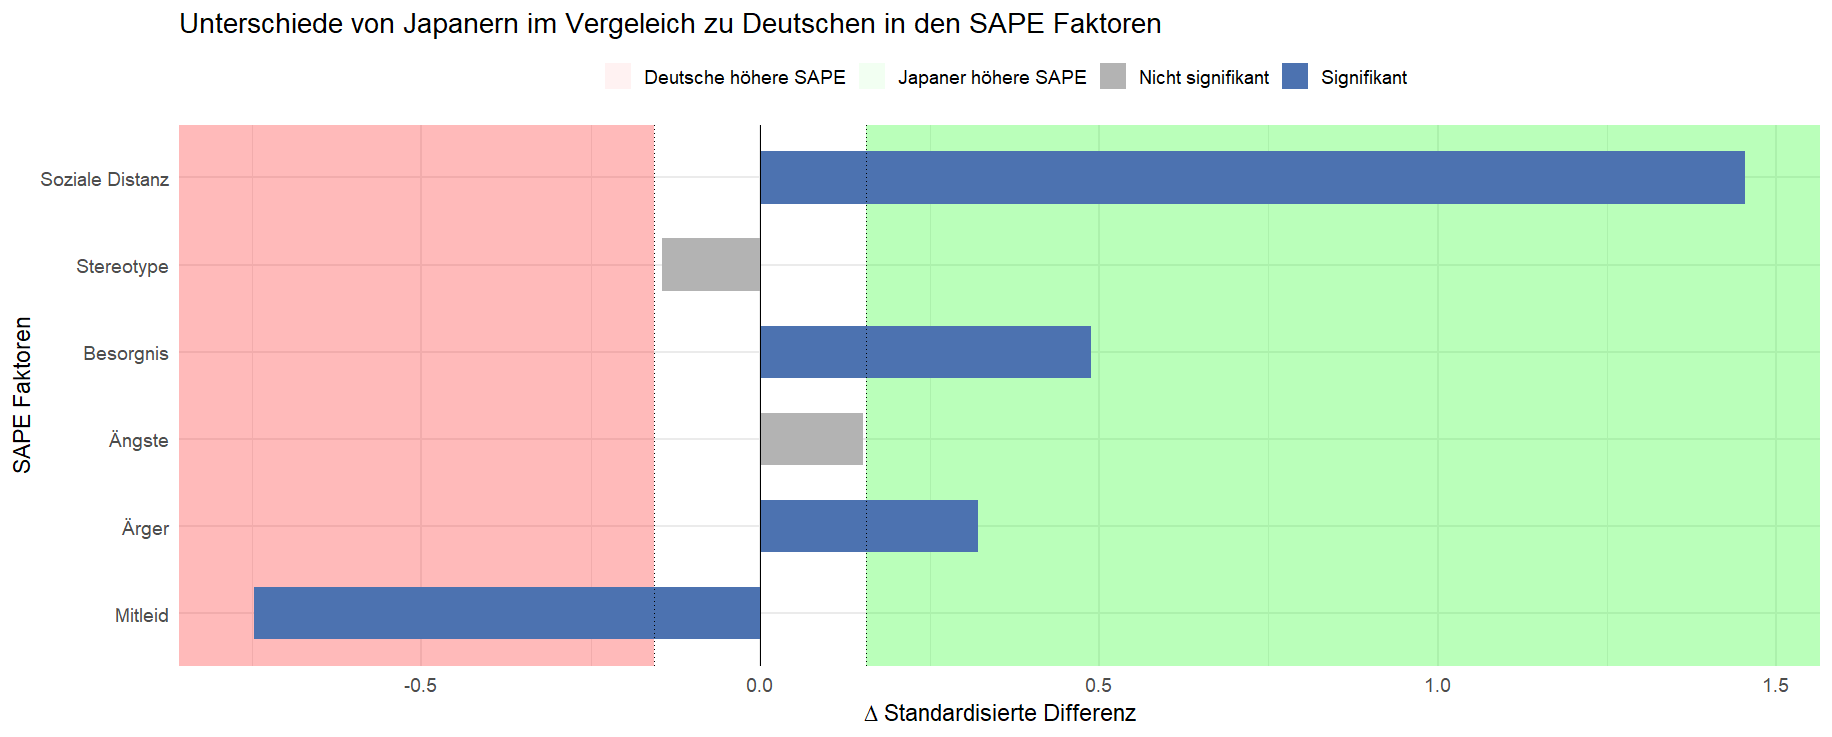 Unterschiede von Japanern im Vergeleich zu Deutschen in den SAPE Faktoren
Deutsche höhere SAPE
Japaner höhere SAPE
Nicht signifikant
Signifikant
SAPE Faktoren
Soziale Distanz
Stereotype
Besorgnis
Ängste
Ärger
Mitleid
-0.5
0.0
0.5
1.0
1.5
Δ Standardisierte Differenz